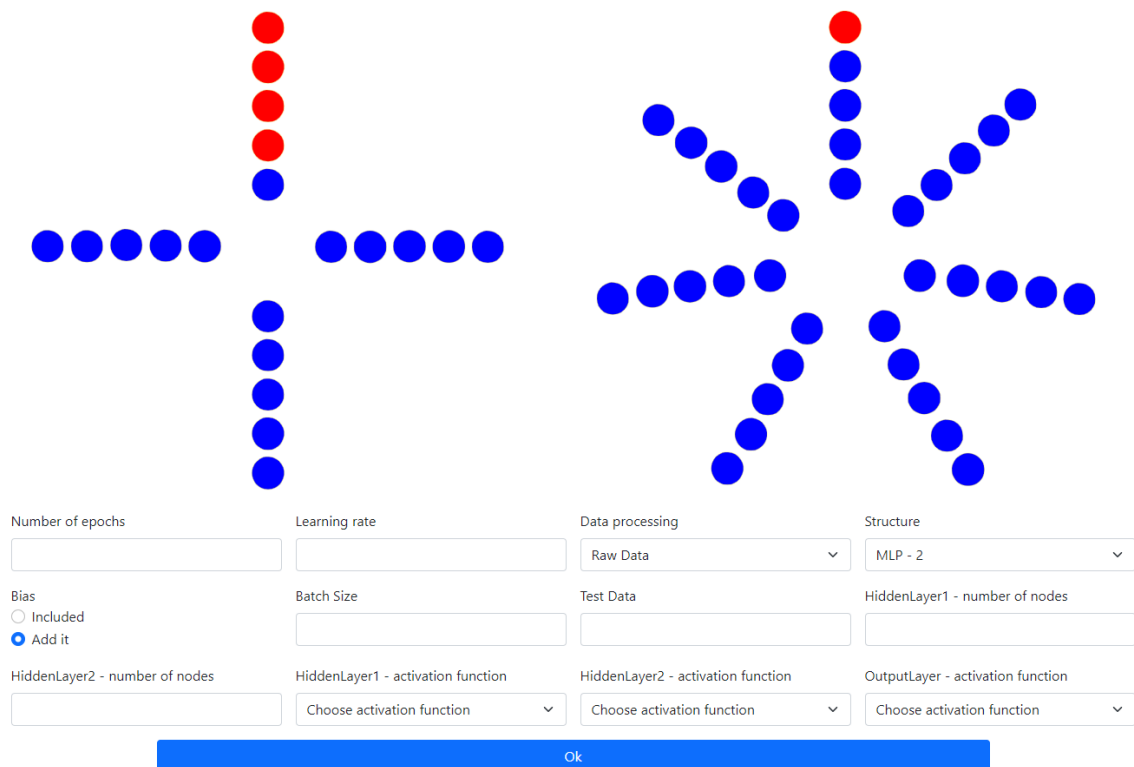 Number of epochs
Learning rate
Data processing
Structure
Raw Data
MLP - 2
Bias
Included
Add it
Batch Size
Test Data
HiddenLayer1 - number of nodes
HiddenLayer2 - number of nodes
HiddenLayer1 - activation function
HiddenLayer2 - activation function
OutputLayer - activation function
Choose activation function
Choose activation function
Choose activation function
Ok